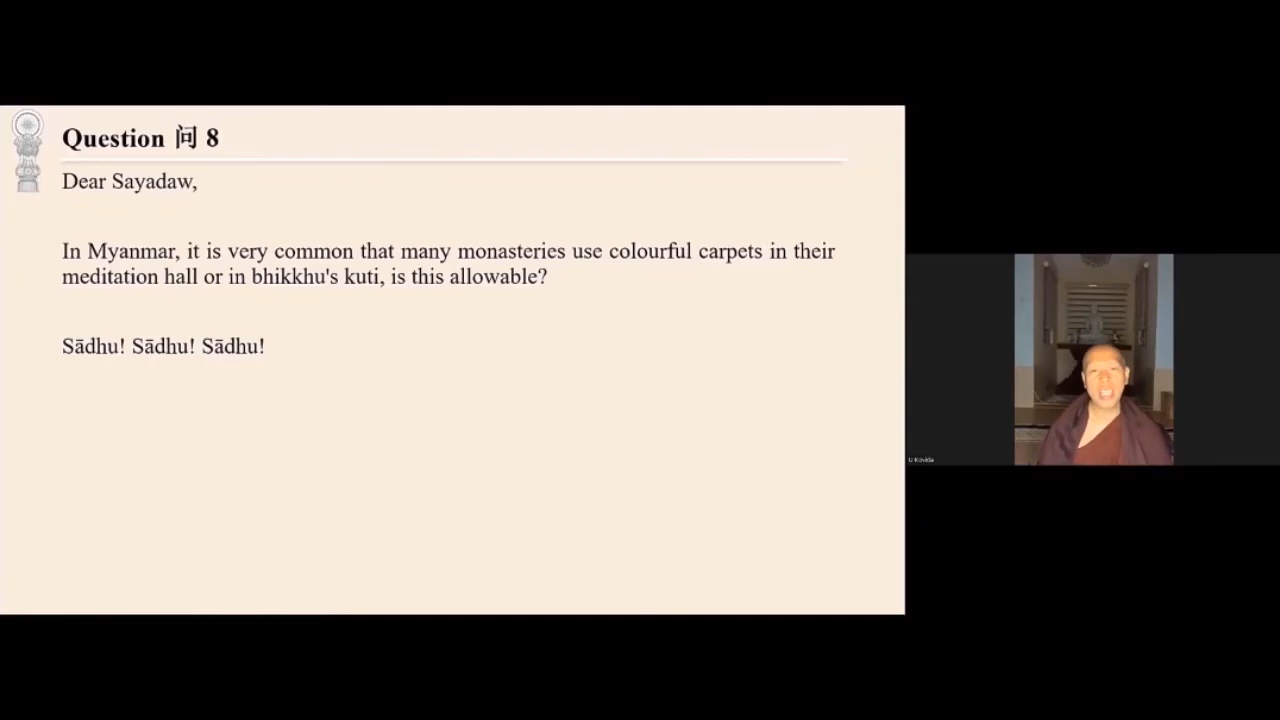 Question 问 8
Dear Sayadaw,
In Myanmar, it is very common that many monasteries use colourful carpets in their
meditation hall or in bhikkhu's kuti, is this allowable?
Sādhu! Sādhu! Sādhu!
U Kovida